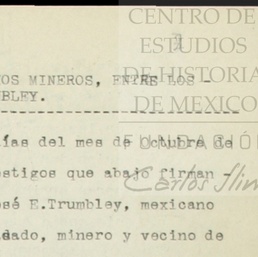 CENTRO DE
ESTUDIOS
DE HISTORIA
DE MEXICO
FUNDACIÓN
Carlos Slim
OS MINEROS, ENTRE LOS -
MBLEY.
ías del mes de octubre de
estigos que abajo firman -
osé E.Trumbley, mexicano
dado, minero y vecino de